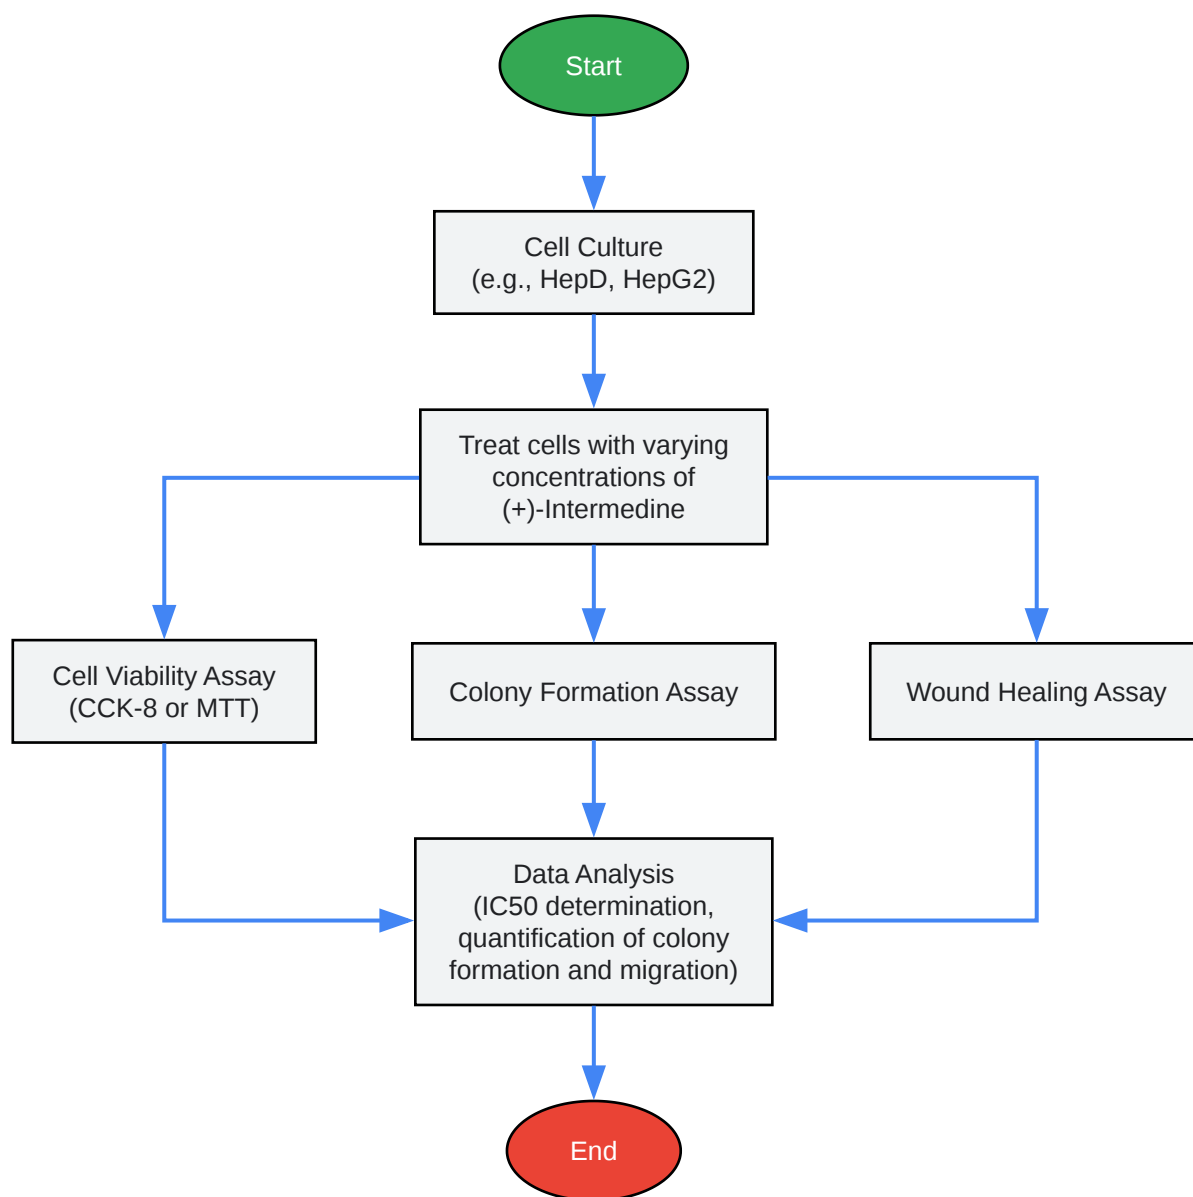 Start
Cell Culture
(e.g., HepD, HepG2)
Treat cells with varying
concentrations of
(+)-Intermedine
Cell Viability Assay
(CCK-8 or MTT)
Colony Formation Assay
Wound Healing Assay
Data Analysis
(IC50 determination,
quantification of colony
formation and migration)
End